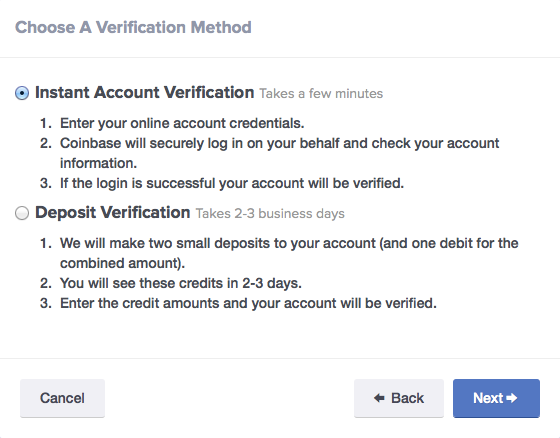 Choose A Verification Method
Instant Account Verification Takes a few minutes
1. Enter your online account credentials.
2. Coinbase will securely log in on your behalf and check your account
information.
3. If the login is successful your account will be verified.
Deposit Verification Takes 2-3 business days
1. We will make two small deposits to your account (and one debit for the
combined amount).
2. You will see these credits in 2-3 days.
3. Enter the credit amounts and your account will be verified.
Cancel
Back
Next